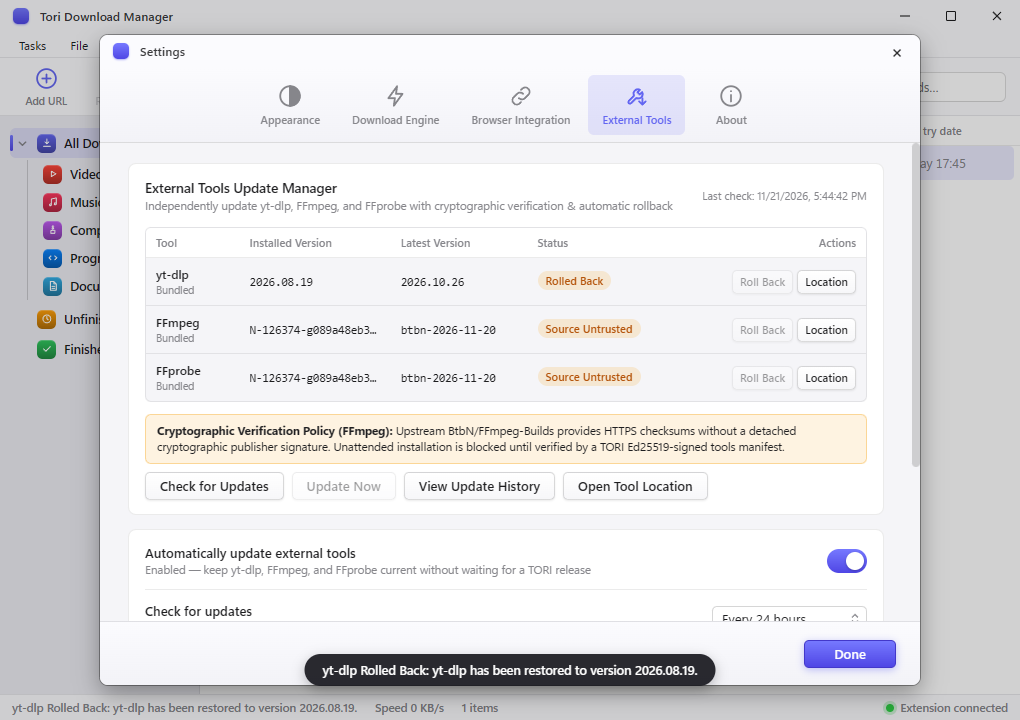 Tori Download Manager
Tasks File
Settings
Add URL
Appearance Download Engine Browser Integration External Tools About
try date
All
17:45
External Tools Update Manager
Independently update yt-dlp, FFmpeg, and FFprobe with cryptographic verification & automatic rollback
Last check: 11/21/2026, 5:44:42 PM
Tool Installed Version Latest Version Status Actions
yt-dlp
Bundled
2026.08.19 2026.10.26 Rolled Back Roll Back Location
FFmpeg
Bundled
N-126374-g089a48eb3… btbn-2026-11-20 Source Untrusted Roll Back Location
FFprobe
Bundled
N-126374-g089a48eb3… btbn-2026-11-20 Source Untrusted Roll Back Location
Cryptographic Verification Policy (FFmpeg): Upstream BtbN/FFmpeg-Builds provides HTTPS checksums without a detached
cryptographic publisher signature. Unattended installation is blocked until verified by a TORI Ed25519-signed tools manifest.
Check for Updates Update Now View Update History Open Tool Location
Automatically update external tools
Enabled — keep yt-dlp, FFmpeg, and FFprobe current without waiting for a TORI release
Check for updates
Every 24 hours
Done
yt-dlp Rolled Back: yt-dlp has been restored to version 2026.08.19.
yt-dlp Rolled Back: yt-dlp has been restored to version 2026.08.19. Speed 0 KB/s 1 items Extension connected